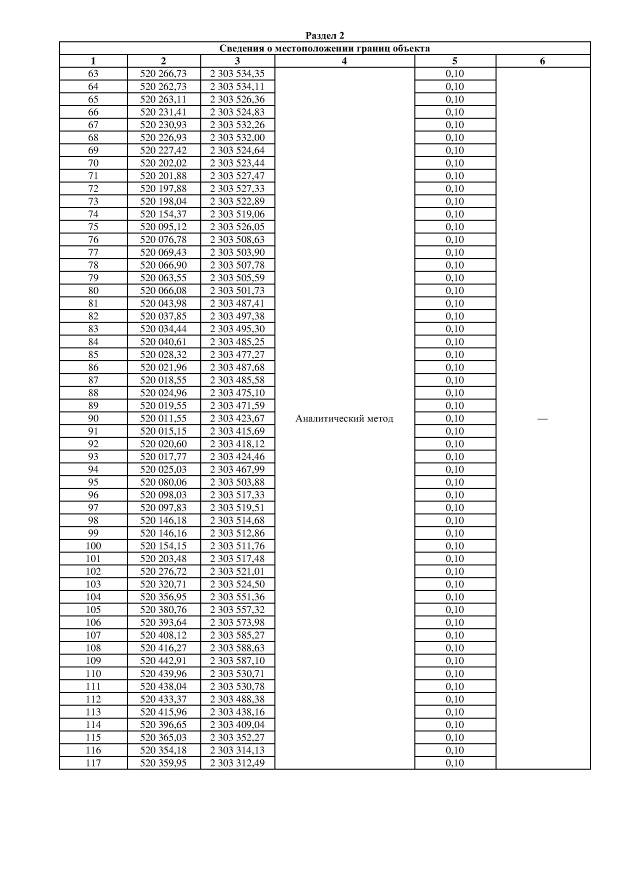 Раздел 2
Сведения о местоположении границ объекта
1 2 3 4 5 6
63 520 266,73 2 303 534,35 0,10
64 520 262,73 2 303 534,11 0,10
65 520 263,11 2 303 526,36 0,10
66 520 231,41 2 303 524,83 0,10
67 520 230,93 2 303 532,26 0,10
68 520 226,93 2 303 532,00 0,10
69 520 227,42 2 303 524,64 0,10
70 520 202,02 2 303 523,44 0,10
71 520 201,88 2 303 527,47 0,10
72 520 197,88 2 303 527,33 0,10
73 520 198,04 2 303 522,89 0,10
74 520 154,37 2 303 519,06 0,10
75 520 095,12 2 303 526,05 0,10
76 520 076,78 2 303 508,63 0,10
77 520 069,43 2 303 503,90 0,10
78 520 066,90 2 303 507,78 0,10
79 520 063,55 2 303 505,59 0,10
80 520 066,08 2 303 501,73 0,10
81 520 043,98 2 303 487,41 0,10
82 520 037,85 2 303 497,38 0,10
83 520 034,44 2 303 495,30 0,10
84 520 040,61 2 303 485,25 0,10
85 520 028,32 2 303 477,27 0,10
86 520 021,96 2 303 487,68 0,10
87 520 018,55 2 303 485,58 0,10
88 520 024,96 2 303 475,10 0,10
89 520 019,55 2 303 471,59 0,10
90 520 011,55 2 303 423,67 Аналитический метод 0,10 —
91 520 015,15 2 303 415,69 0,10
92 520 020,60 2 303 418,12 0,10
93 520 017,77 2 303 424,46 0,10
94 520 025,03 2 303 467,99 0,10
95 520 080,06 2 303 503,88 0,10
96 520 098,03 2 303 517,33 0,10
97 520 097,83 2 303 519,51 0,10
98 520 146,18 2 303 514,68 0,10
99 520 146,16 2 303 512,86 0,10
100 520 154,15 2 303 511,76 0,10
101 520 203,48 2 303 517,48 0,10
102 520 276,72 2 303 521,01 0,10
103 520 320,71 2 303 524,50 0,10
104 520 356,95 2 303 551,36 0,10
105 520 380,76 2 303 557,32 0,10
106 520 393,64 2 303 573,98 0,10
107 520 408,12 2 303 585,27 0,10
108 520 416,27 2 303 588,63 0,10
109 520 442,91 2 303 587,10 0,10
110 520 439,96 2 303 530,71 0,10
111 520 438,04 2 303 530,78 0,10
112 520 433,37 2 303 488,38 0,10
113 520 415,96 2 303 438,16 0,10
114 520 396,65 2 303 409,04 0,10
115 520 365,03 2 303 352,27 0,10
116 520 354,18 2 303 314,13 0,10
117 520 359,95 2 303 312,49 0,10